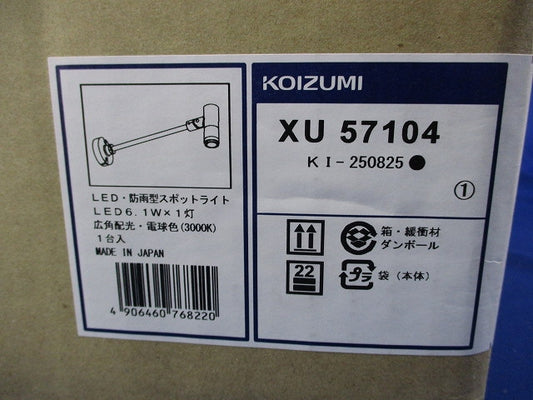 KOIZUMI
XU 57104
KI-250825●
①
LED・防雨型スポットライト
LED6.1W×1灯
広角配光・電球色(3000K)
1台入
MADE IN JAPAN
4 906460 768220
箱・緩衝材
ダンボール
22
プラ
袋（本体）